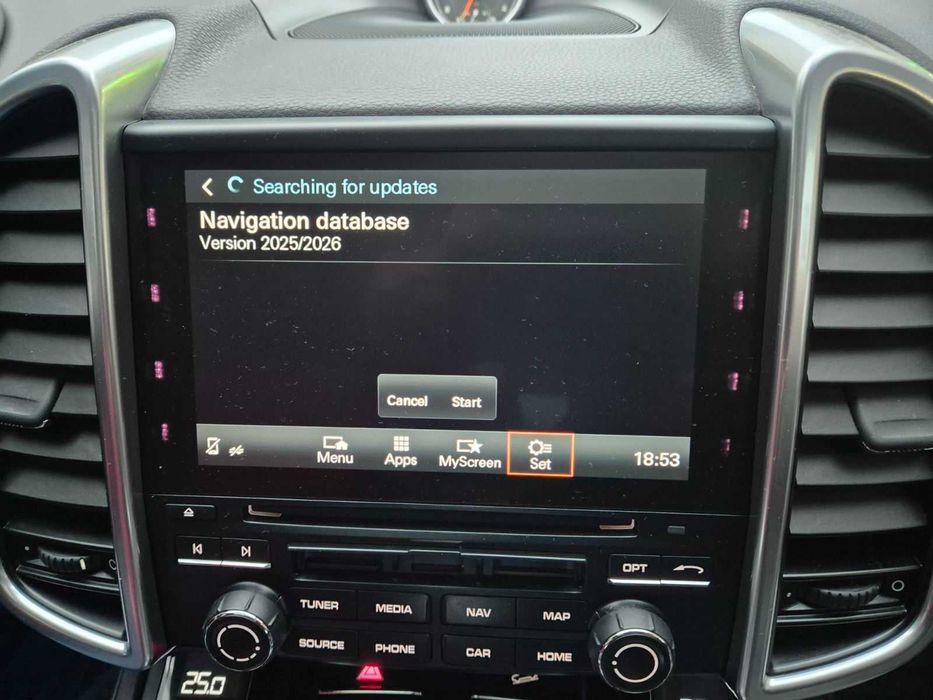 Searching for updates
Navigation database
Version 2025/2026
Cancel Start
Menu Apps MyScreen Set 18:53
OPT
TUNER MEDIA NAV MAP
SOURCE PHONE CAR HOME
25.0